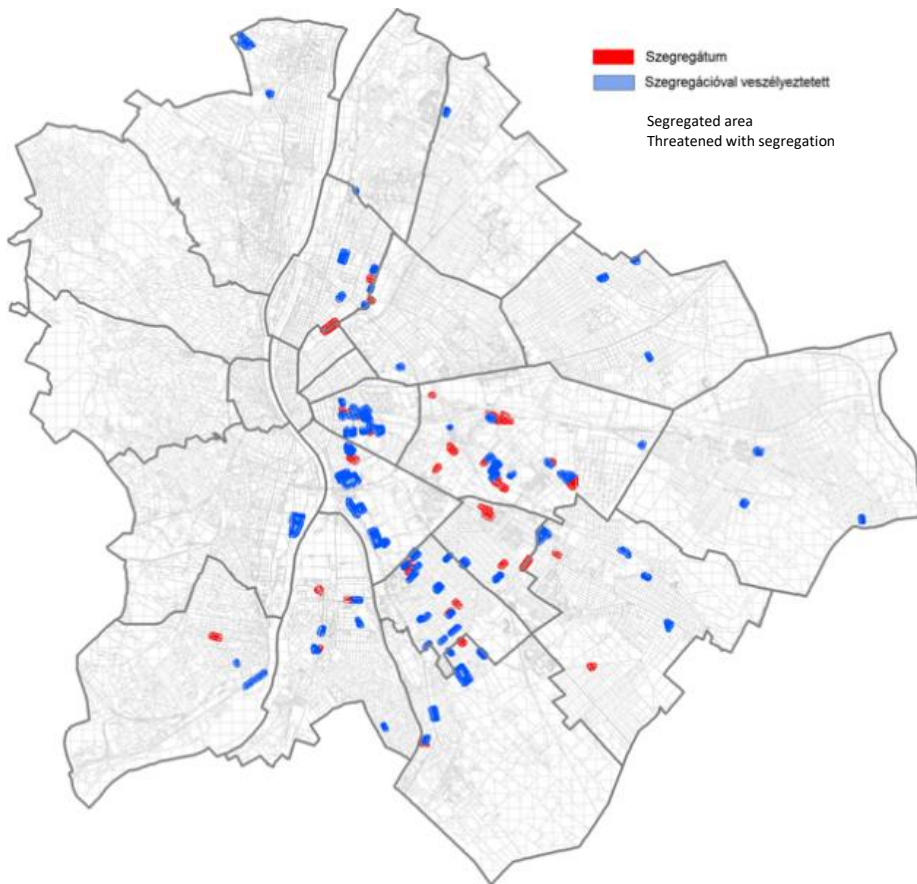 Szegregátum
Szegregációval veszélyeztetett
Segregated area
Threatened with segregation